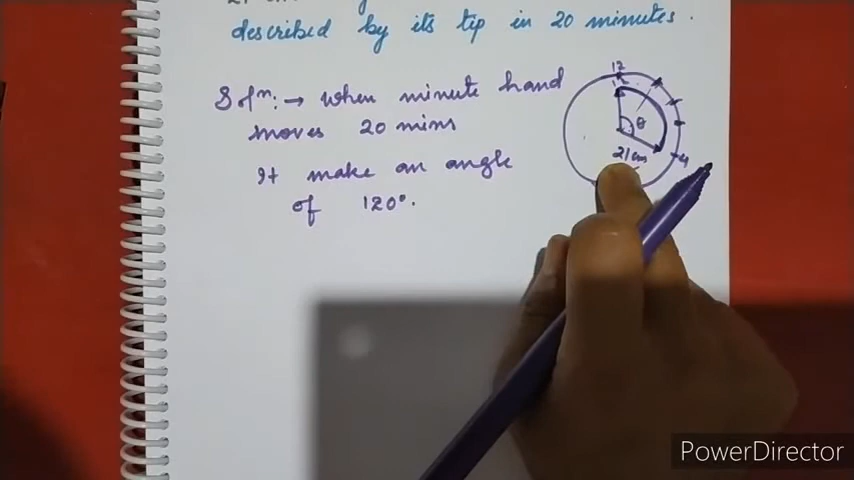 described by its tip in 20 minutes.
Solⁿ:→ when minute hand
moves 20 mins
It make an angle
of 120°.
12
12
θ
21cm
4
PowerDirector